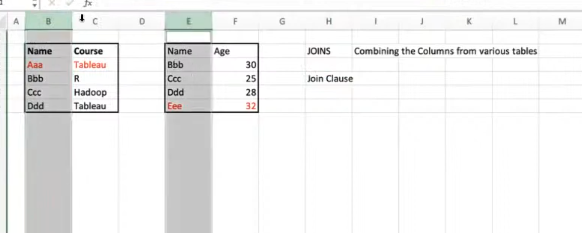 fx
A B C D E F G H I J K L M
Name Course Name Age JOINS Combining the Columns from various tables
Aaa Tableau Bbb 30
Bbb R Ccc 25 Join Clause
Ccc Hadoop Ddd 28
Ddd Tableau Eee 32